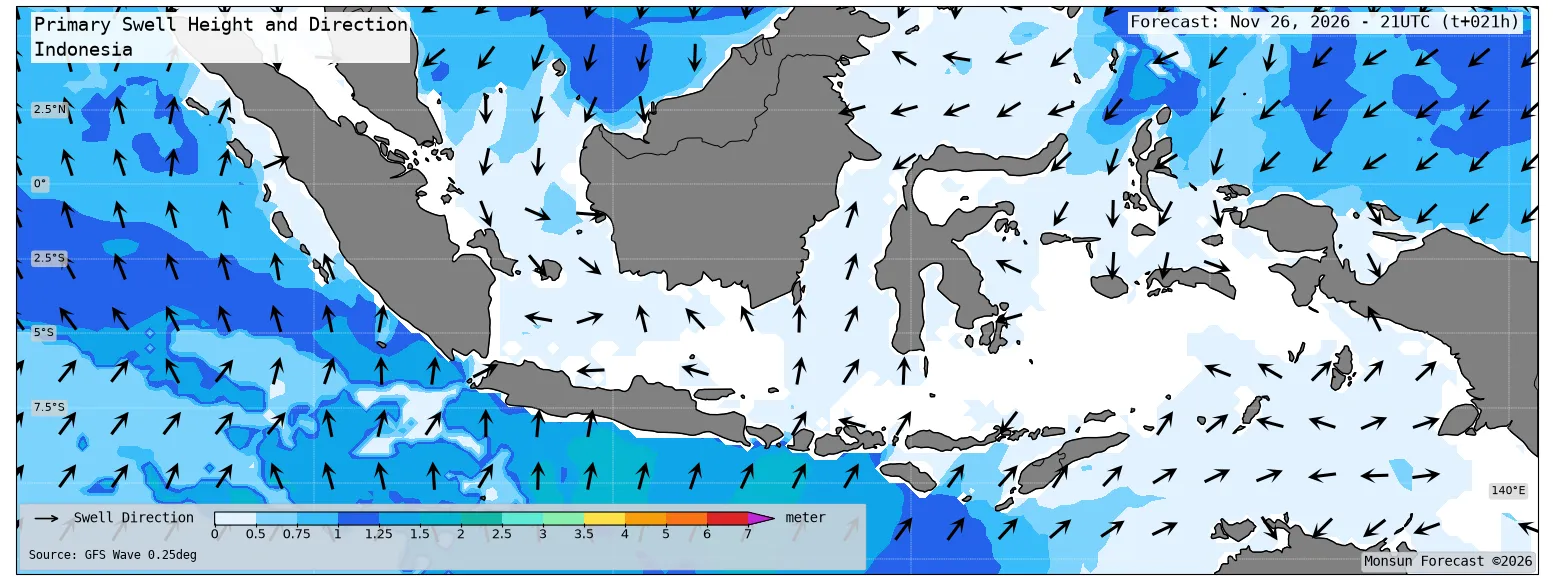 Primary Swell Height and Direction
Indonesia
Forecast: Nov 26, 2026 - 21UTC (t+021h)
2.5°N
0°
2.5°S
5°S
7.5°S
140°E
Swell Direction
0 0.5 0.75 1 1.25 1.5 2 2.5 3 3.5 4 5 6 7
meter
Source: GFS Wave 0.25deg
Monsun Forecast ©2026